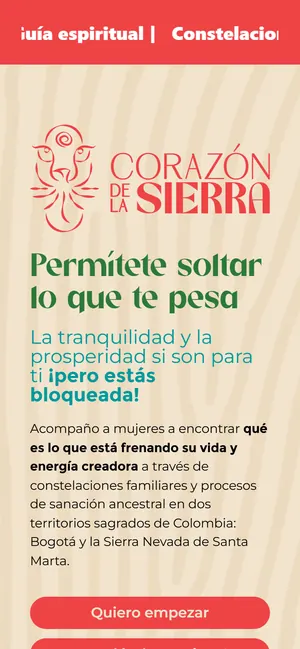 espiritual |
CORAZÓN
DE LA SIERRA
Permítete soltar
lo que te pesa
La tranquilidad y la
prosperidad si son para
ti ¡pero estás
bloqueada!
Acompaño a mujeres a encontrar qué
es lo que está frenando su vida y
energía creadora a través de
constelaciones familiares y procesos
de sanación ancestral en dos
territorios sagrados de Colombia:
Bogotá y la Sierra Nevada de Santa
Marta.
Quiero empezar